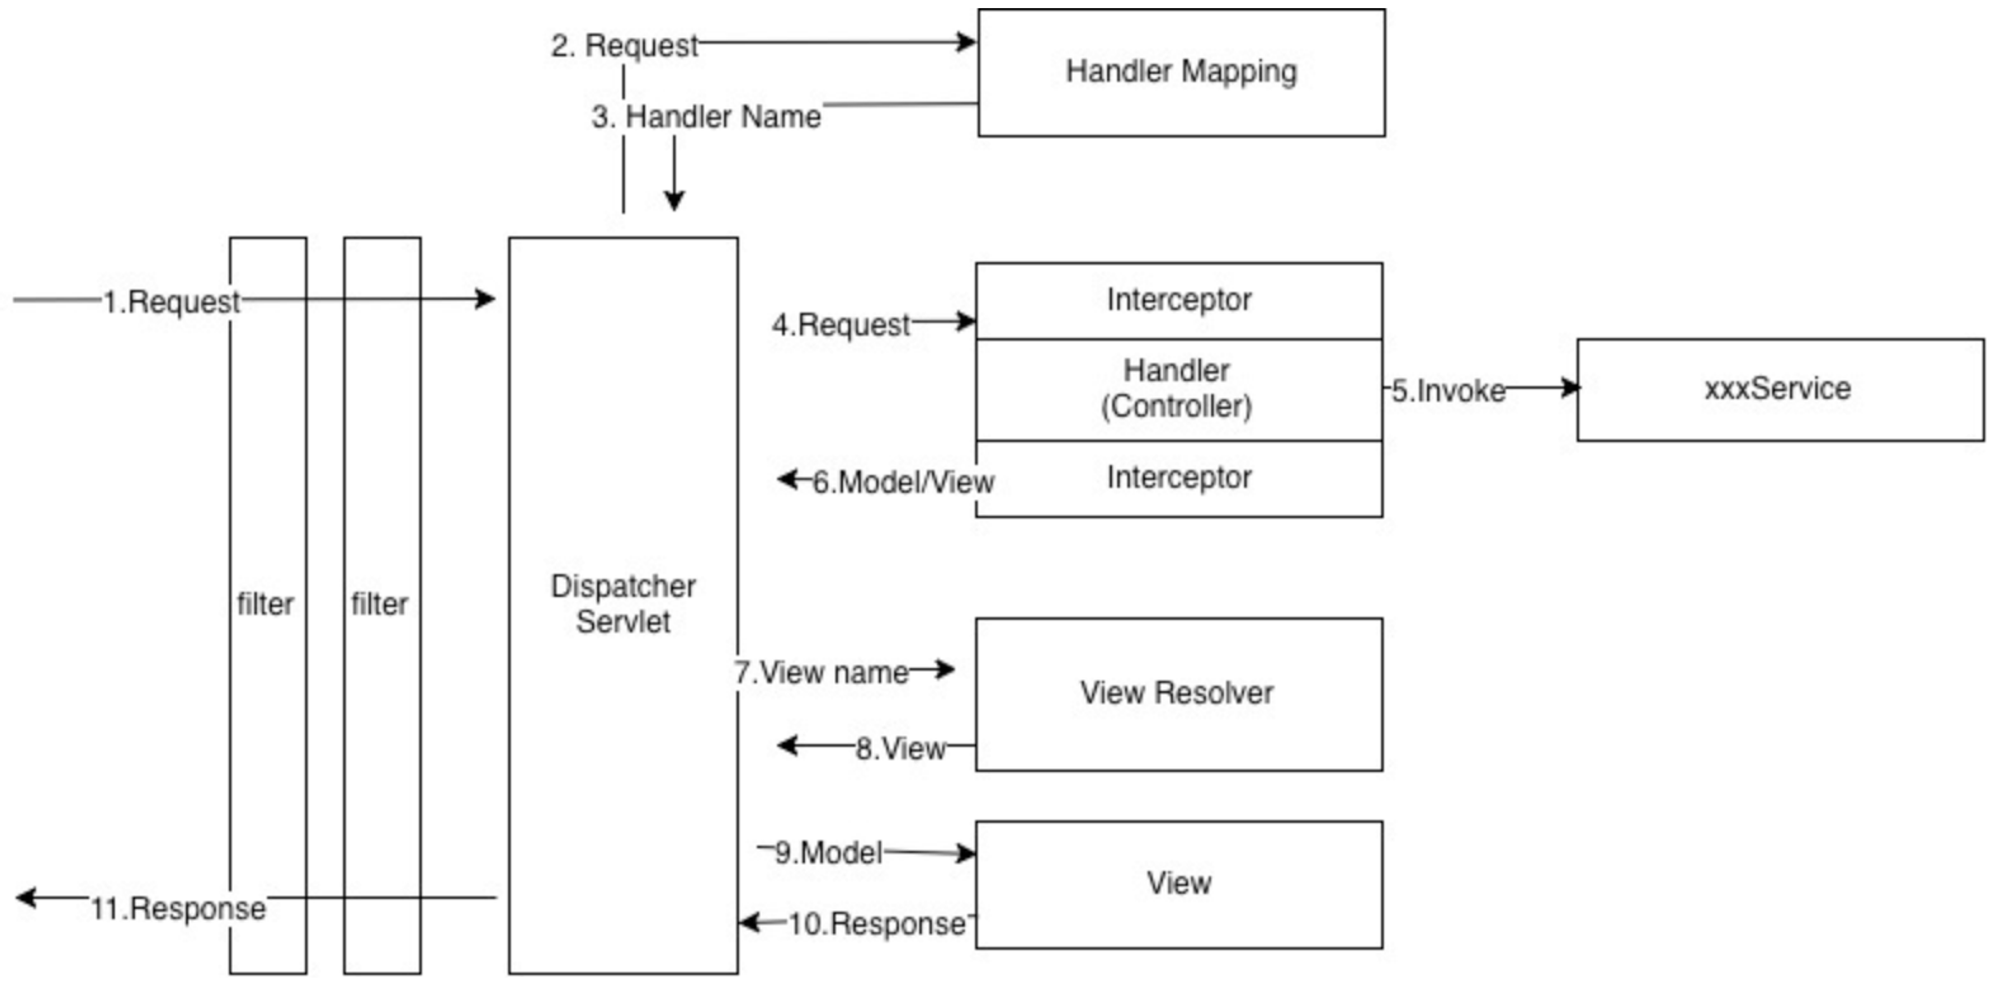 2. Request
Handler Mapping
3. Handler Name
1.Request
Interceptor
4.Request
Handler
(Controller)
5.Invoke
xxxService
6.Model/View
Interceptor
filter
filter
Dispatcher
Servlet
7.View name
View Resolver
8.View
9.Model
View
10.Response
11.Response